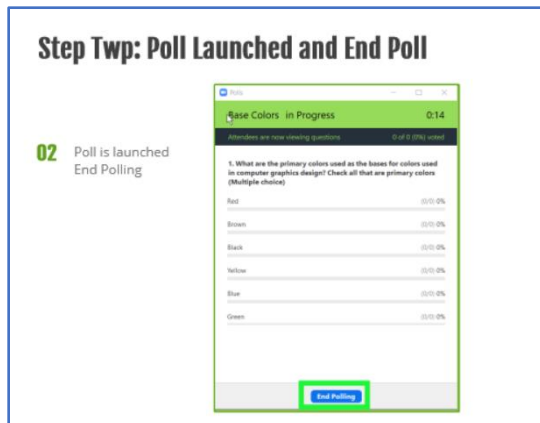 Step Twp: Poll Launched and End Poll
Polls
Base Colors in Progress 0:14
Attendees are now viewing questions 0 of 0 (0%) voted
02 Poll is launched
End Polling
1. What are the primary colors used as the bases for colors used
in computer graphics design? Check all that are primary colors
(Multiple choice)
Red (0/0) 0%
Brown (0/0) 0%
Black (0/0) 0%
Yellow (0/0) 0%
Blue (0/0) 0%
Green (0/0) 0%
End Polling